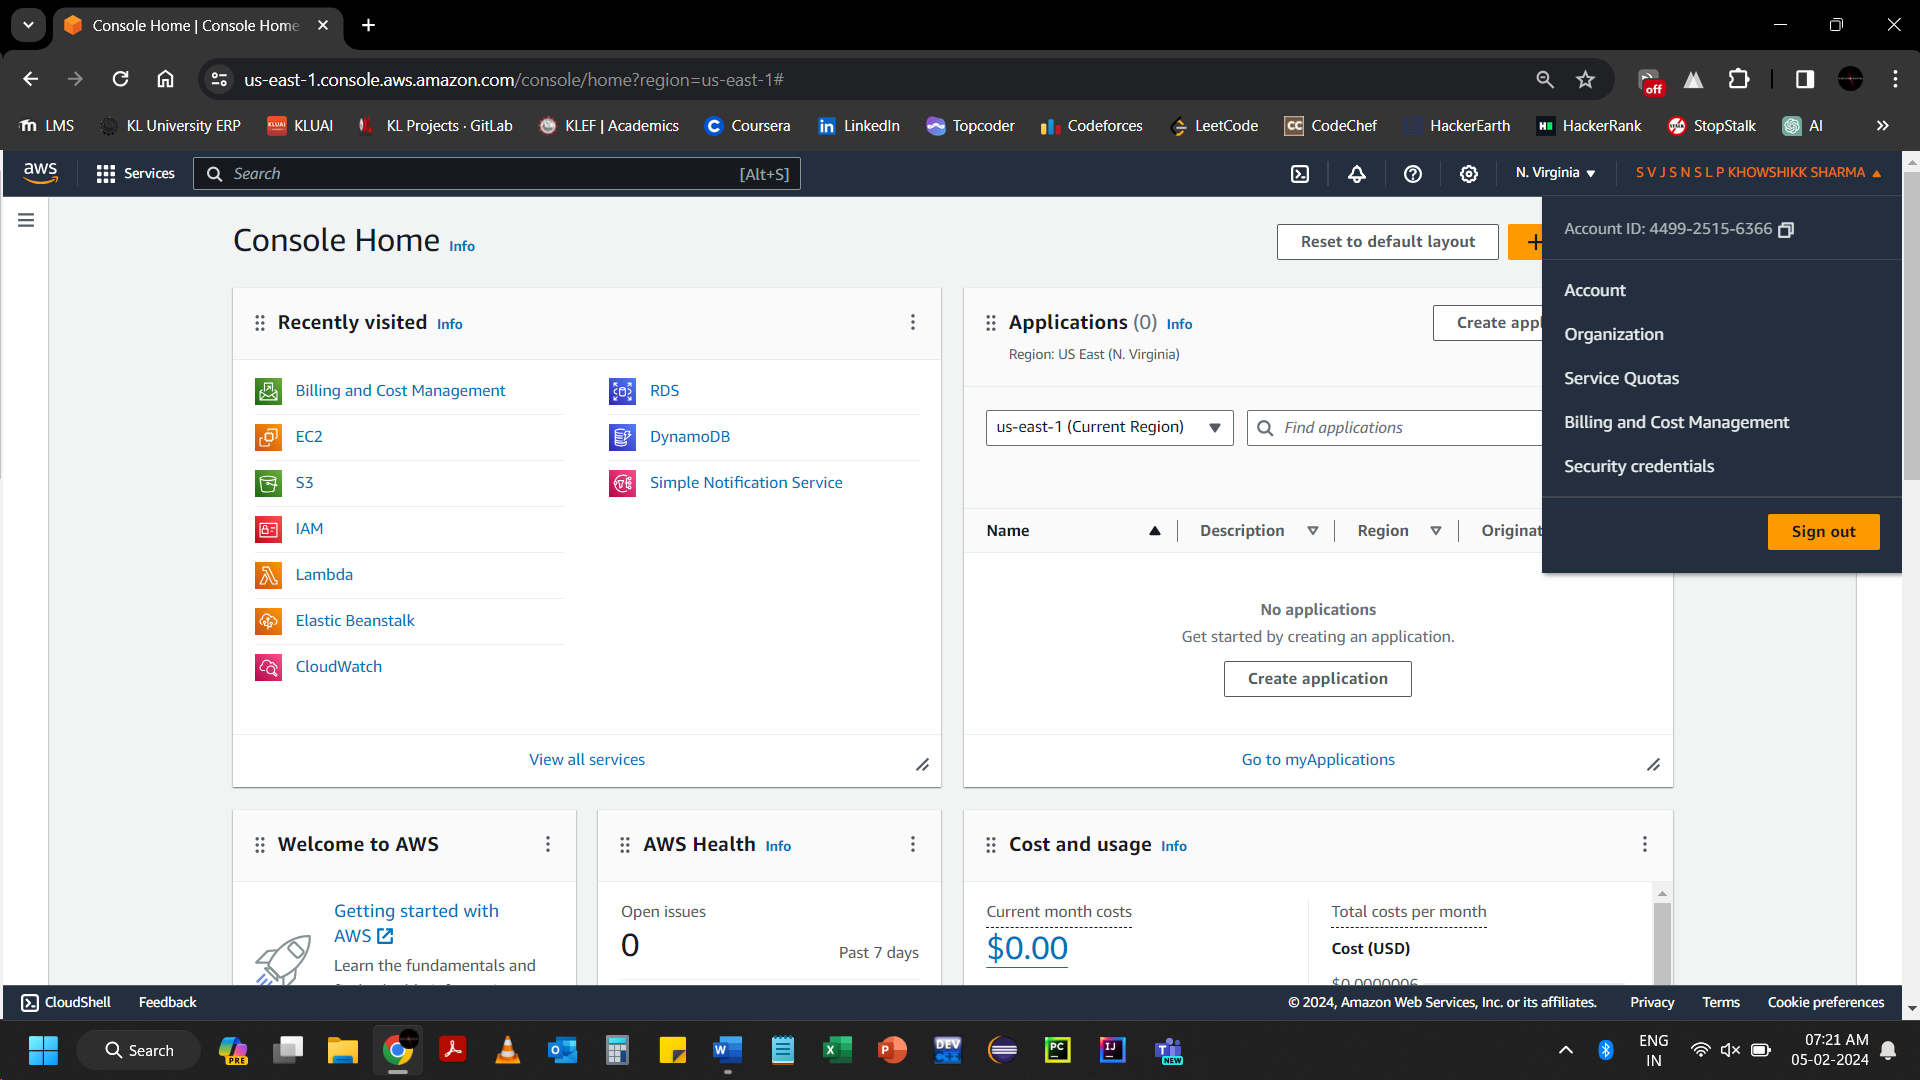 Console Home | Console Home
us-east-1.console.aws.amazon.com/console/home?region=us-east-1#
off
LMS
KL University ERP
KLUAI
KL Projects · GitLab
KLEF | Academics
Coursera
LinkedIn
Topcoder
Codeforces
LeetCode
CodeChef
HackerEarth
HackerRank
StopStalk
AI
aws
Services
Search
[Alt+S]
N. Virginia
S V J S N S L P KHOWSHIKK SHARMA
Console Home Info
Reset to default layout
+
Account ID: 4499-2515-6366
Account
Organization
Service Quotas
Billing and Cost Management
Security credentials
Sign out
Recently visited Info
Billing and Cost Management
EC2
S3
IAM
Lambda
Elastic Beanstalk
CloudWatch
RDS
DynamoDB
Simple Notification Service
View all services
Applications (0) Info
Region: US East (N. Virginia)
Create appl
us-east-1 (Current Region)
Find applications
Name
Description
Region
Originat
No applications
Get started by creating an application.
Create application
Go to myApplications
Welcome to AWS
Getting started with
AWS
Learn the fundamentals and
AWS Health Info
Open issues
0
Past 7 days
Cost and usage Info
Current month costs
$0.00
Total costs per month
Cost (USD)
$0.0000006
CloudShell
Feedback
© 2024, Amazon Web Services, Inc. or its affiliates.
Privacy
Terms
Cookie preferences
Search
PRE
DEV
C++
PC
IJ
NEW
ENG
IN
07:21 AM
05-02-2024